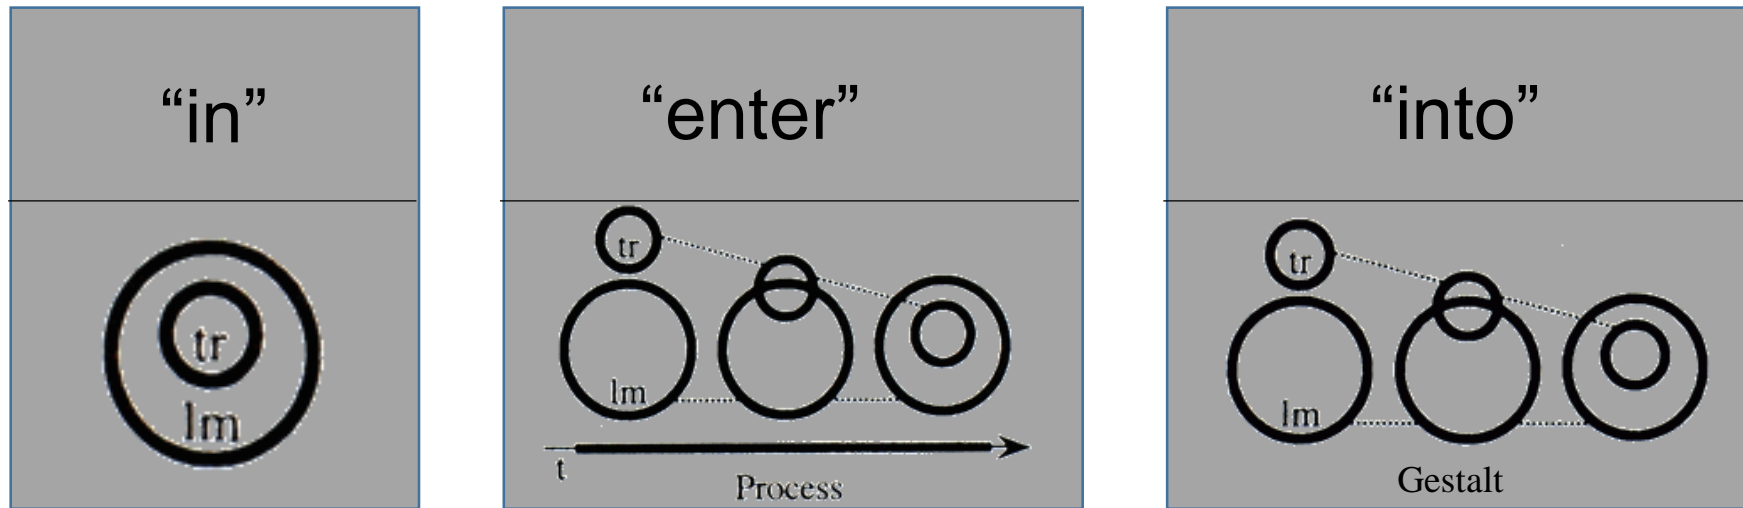 “in”
tr
lm
“enter”
tr
lm
t
Process
“into”
tr
lm
Gestalt